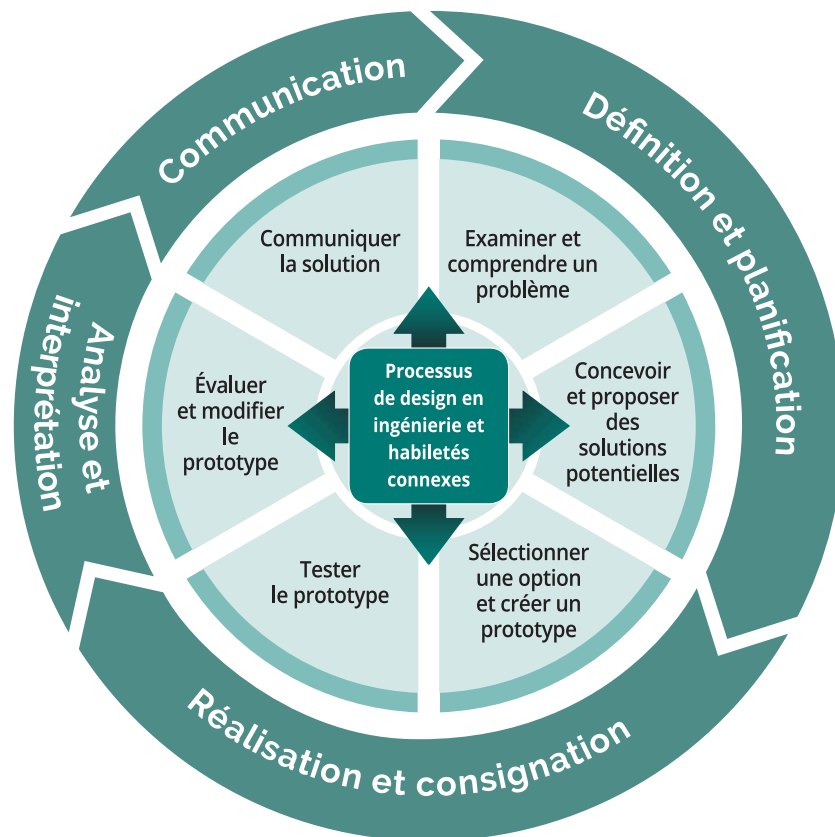 Communication
Définition et planification
Réalisation et consignation
Analyse et
interprétation
Examiner et
comprendre un
problème
Concevoir
et proposer
des
solutions
potentielles
Sélectionner
une option
et créer un
prototype
Tester
le prototype
Évaluer
et modifier
le
prototype
Communiquer
la solution
Processus
de design en
ingénierie et
habiletés
connexes